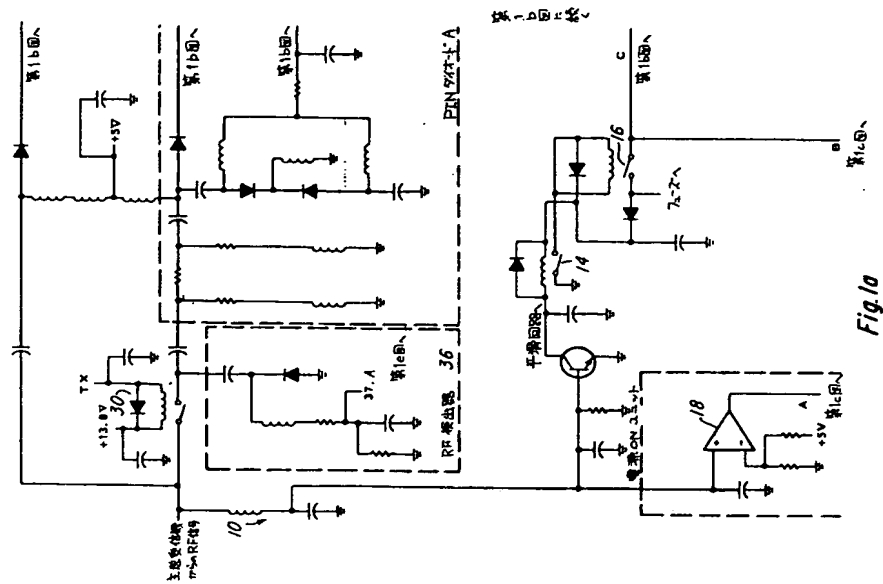 第1b図へ
第1b図へ
第1b図へ
+5V
PINダイオードA
TX
+13.8V
30
RF検出器 36
37.A
第1e図へ
主送受信機
からのRF信号
10
第1b図に続く
C
第1b図へ
16
フューズへ
B
第1c図へ
14
平滑回路へ
電源ONユニット
18
A
第1c図へ
+5V
Fig.1a